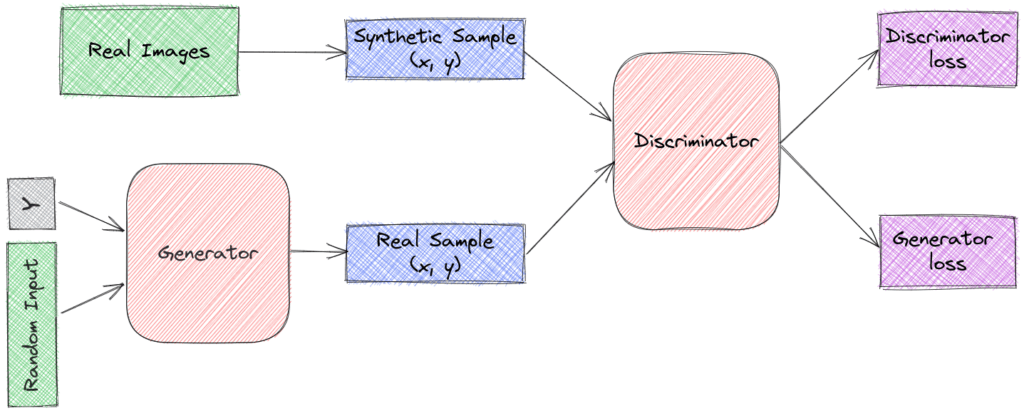 Real Images
Synthetic Sample
(x, y)
Discriminator
loss
Discriminator
Y
Generator
Real Sample
(x, y)
Generator
loss
Random Input